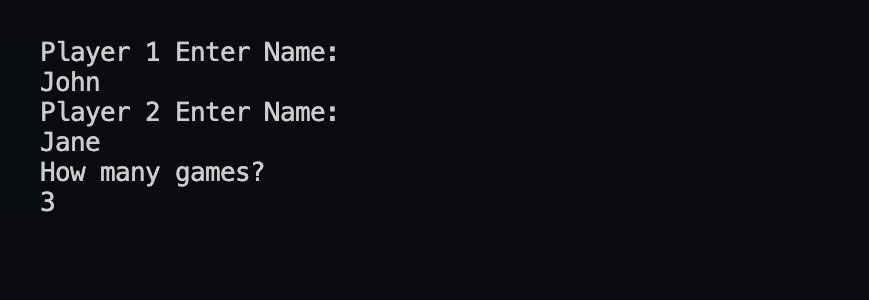 Player 1 Enter Name:
John
Player 2 Enter Name:
Jane
How many games?
3